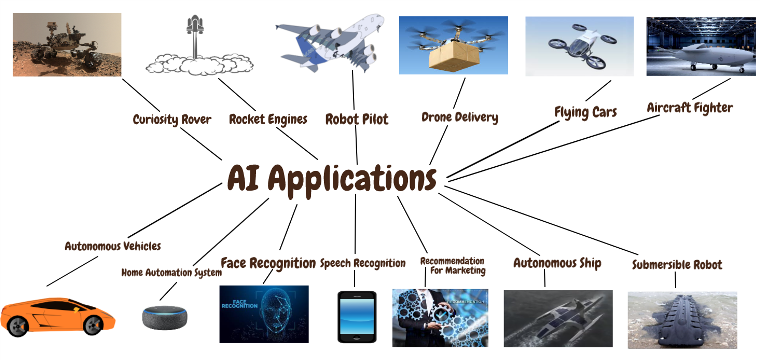 Curiosity Rover
Rocket Engines
Robot Pilot
Drone Delivery
Flying Cars
Aircraft Fighter
AI Applications
Autonomous Vehicles
Home Automation System
Face Recognition
Speech Recognition
Recommendation
For Marketing
Autonomous Ship
Submersible Robot
FACE
RECOGNITION